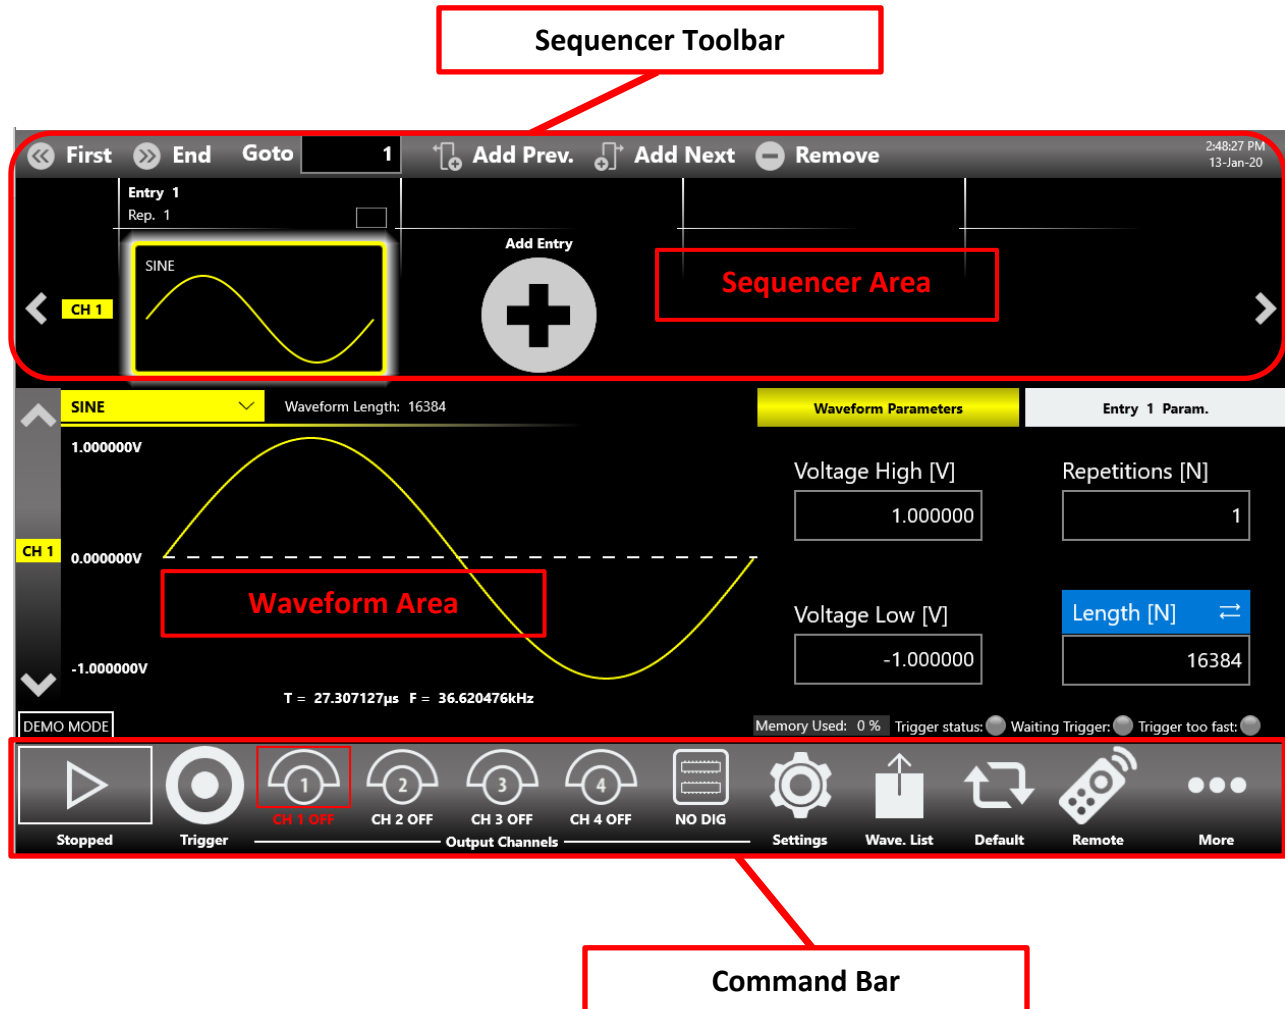 Sequencer Toolbar
First End Goto 1 Add Prev. Add Next Remove
2:48:27 PM
13-Jan-20
Entry 1
Rep. 1
SINE
CH 1
Add Entry
Sequencer Area
SINE
Waveform Length: 16384
Waveform Parameters
Entry 1 Param.
1.000000V
CH 1
0.000000V
-1.000000V
Waveform Area
T = 27.307127µs F = 36.620476kHz
Voltage High [V]
1.000000
Repetitions [N]
1
Voltage Low [V]
-1.000000
Length [N]
16384
DEMO MODE
Memory Used: 0 % Trigger status: Waiting Trigger: Trigger too fast:
1 2 3 4
CH 1 OFF CH 2 OFF CH 3 OFF CH 4 OFF NO DIG
Stopped Trigger Output Channels Settings Wave. List Default Remote More
Command Bar